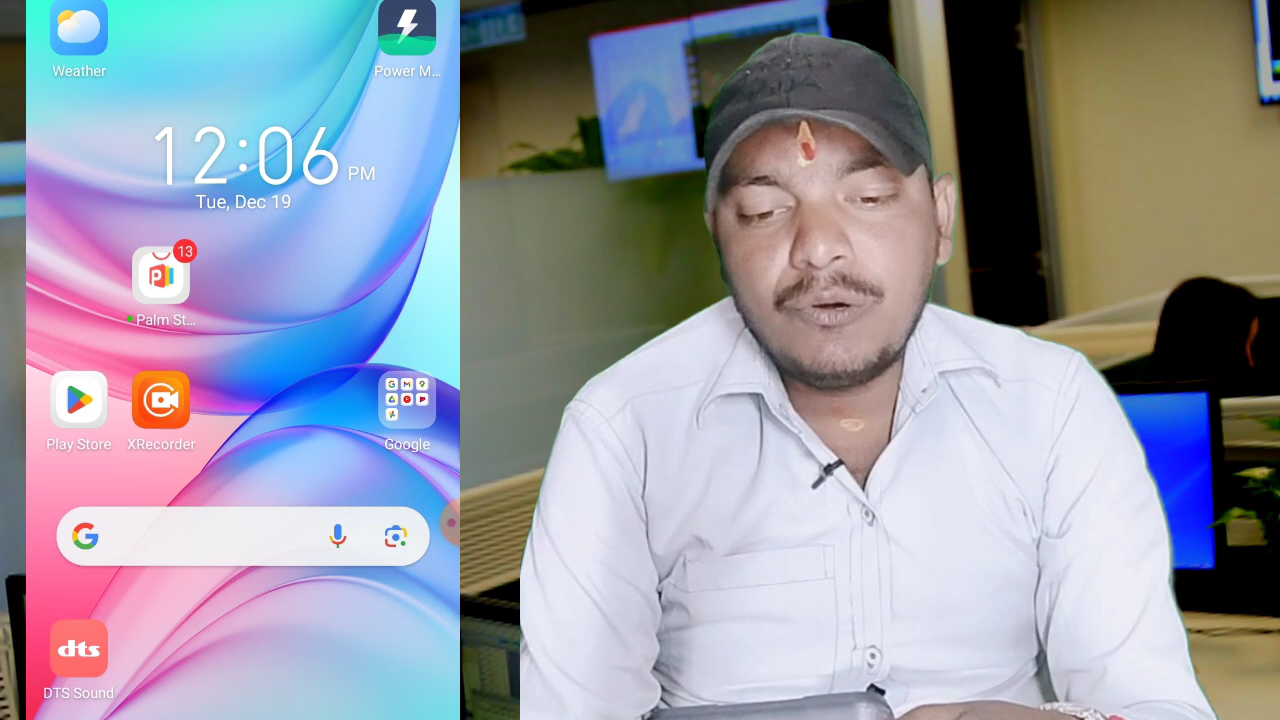 Weather
Power M...
12:06 PM
Tue, Dec 19
13
Palm St...
Play Store
XRecorder
Google
dts
DTS Sound